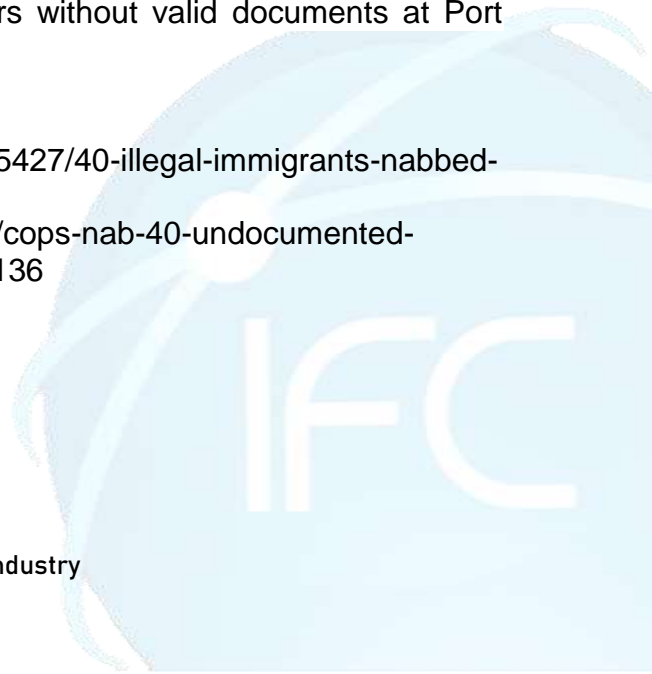 rs without valid documents at Port
5427/40-illegal-immigrants-nabbed-
/cops-nab-40-undocumented-
136
IFC
ndustry